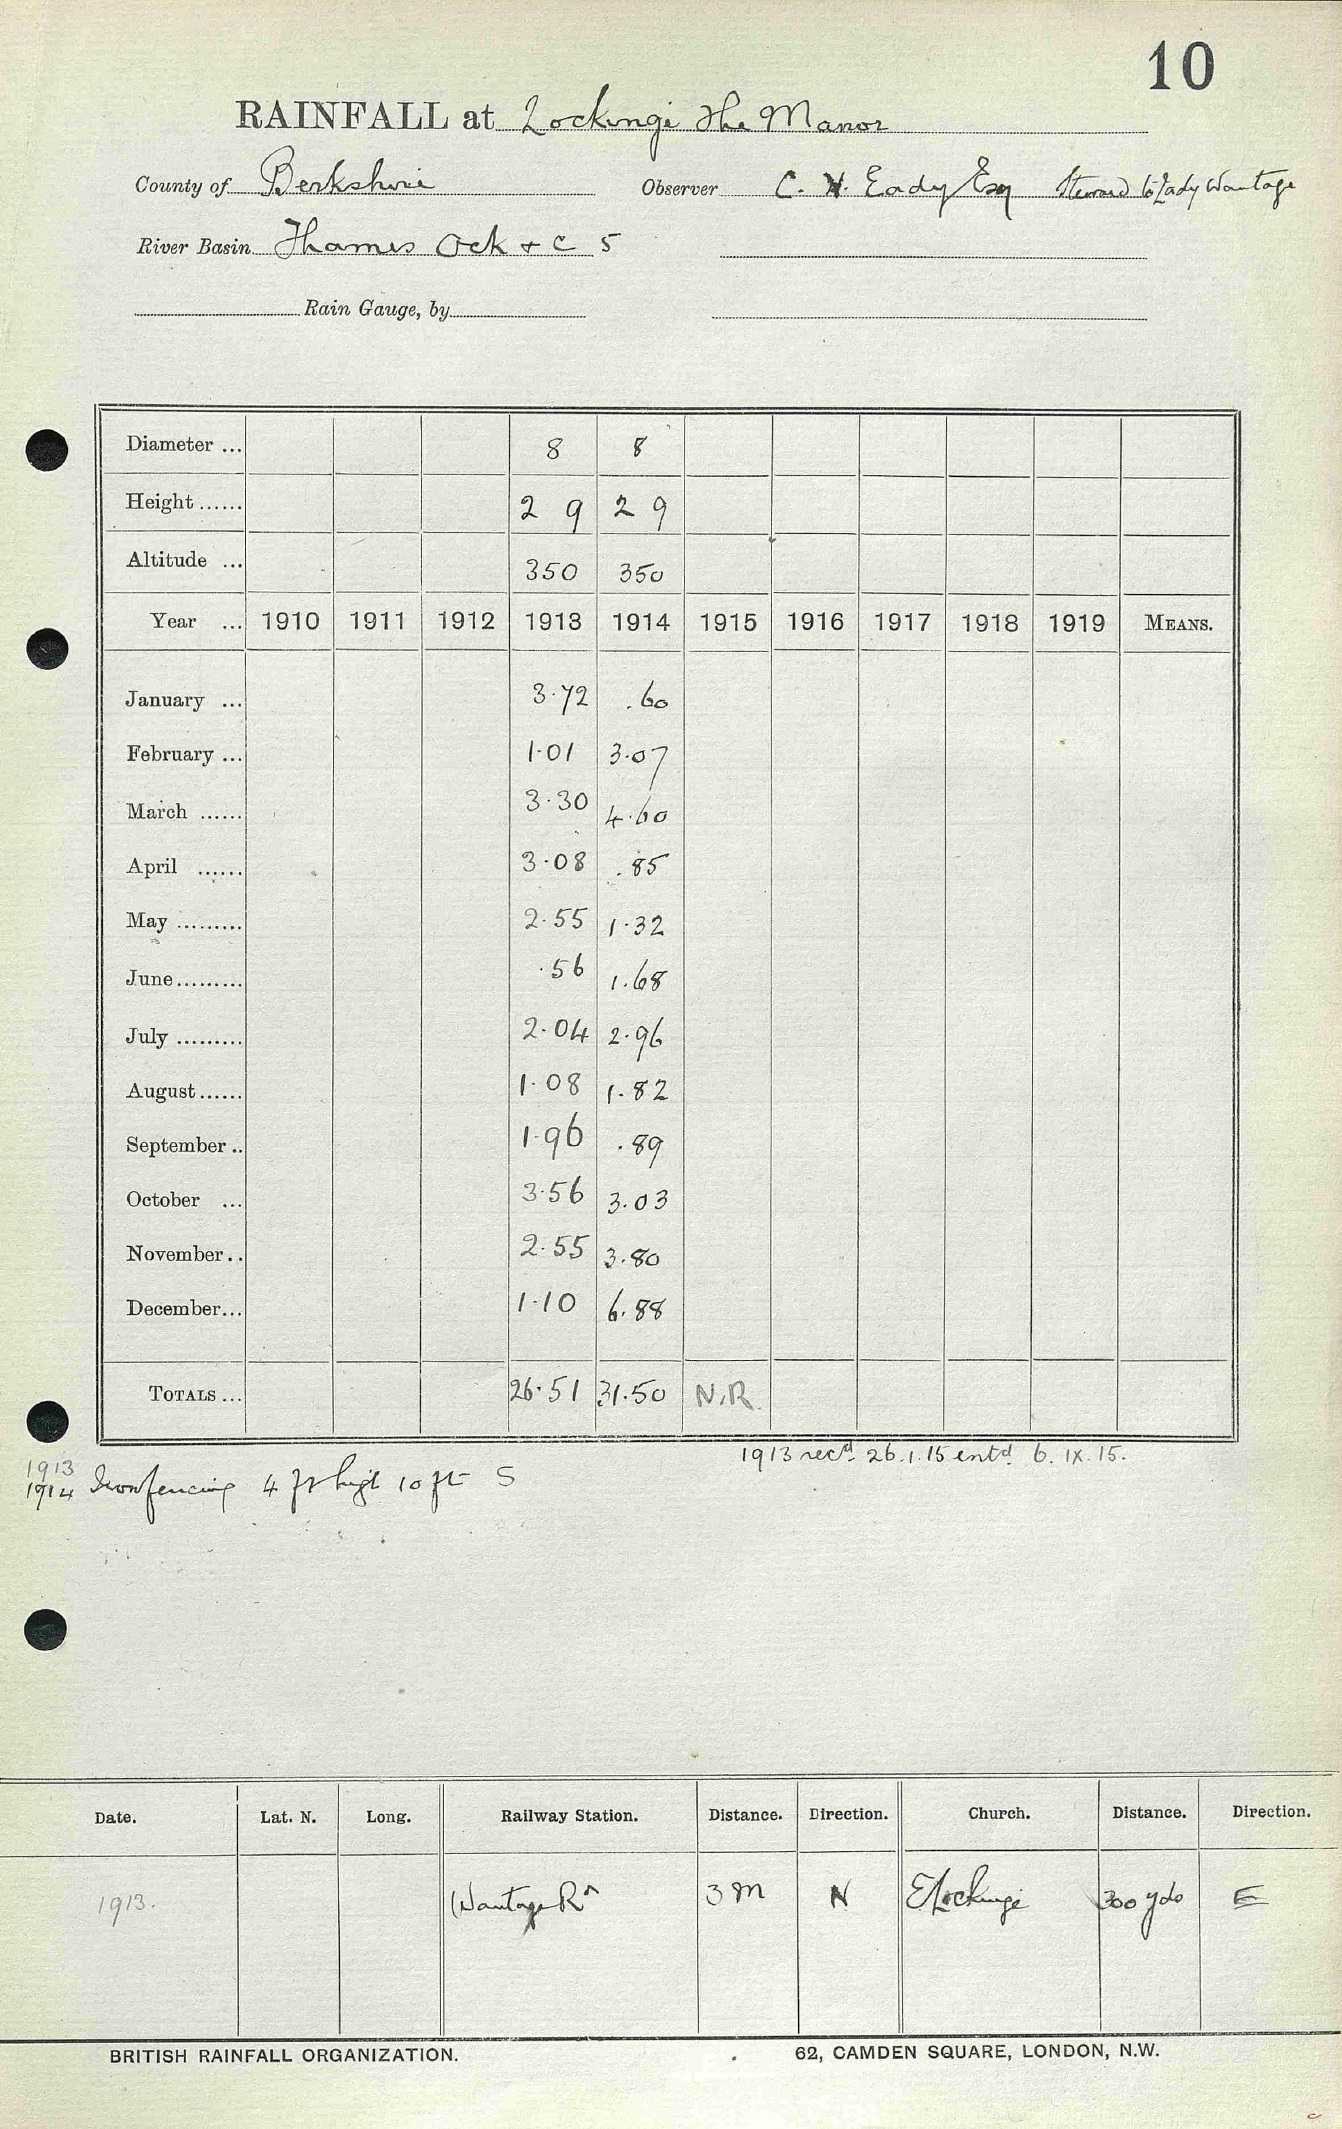 10
RAINFALL at Lockinge The Manor
County of Berkshire Observer C. H. Eady Esq Steward to Lady Wantage
River Basin Thames Ock + C 5
Rain Gauge, by
Diameter ... 8 8
Height...... 2 9 2 9
Altitude ... 350 350
Year ... 1910 1911 1912 1913 1914 1915 1916 1917 1918 1919 MEANS.
January ... 3.72 .60
February ... 1.01 3.07
March ...... 3.30 4.60
April ...... 3.08 .85
May ......... 2.55 1.32
June......... .56 1.68
July ......... 2.04 2.96
August...... 1.08 1.82
September.. 1.96 .89
October ... 3.56 3.03
November.. 2.55 3.80
December... 1.10 6.88
TOTALS ... 26.51 31.50 N.R.
1913 recd. 26.1.15 entd. 6.IX.15.
1913
1914 Iron fencing 4 ft high 10 ft S
Date. Lat. N. Long. Railway Station. Distance. Direction. Church. Distance. Direction.
1913. Wantage Rd 3 M N E Lockinge 300 yds E
BRITISH RAINFALL ORGANIZATION. 62, CAMDEN SQUARE, LONDON, N.W.